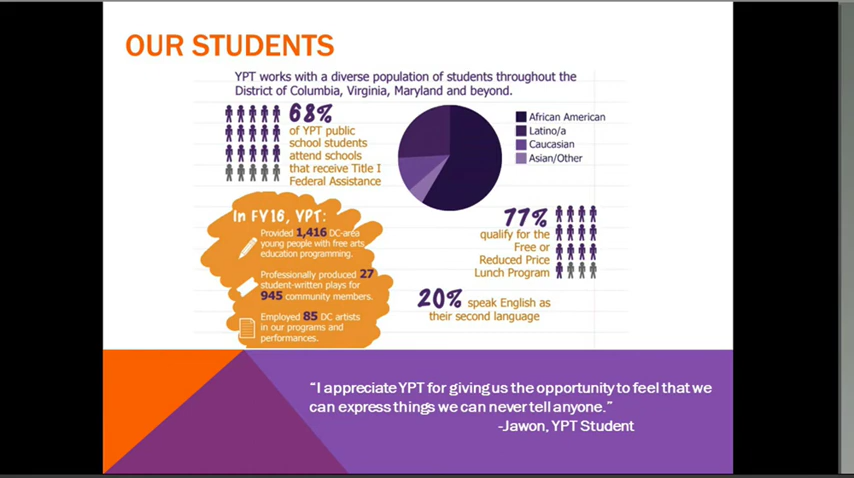 OUR STUDENTS
YPT works with a diverse population of students throughout the
District of Columbia, Virginia, Maryland and beyond.
68%
of YPT public
school students
attend schools
that receive Title I
Federal Assistance
African American
Latino/a
Caucasian
Asian/Other
In FY16, YPT:
Provided 1,416 DC-area
young people with free arts
education programming.
Professionally produced 27
student-written plays for
945 community members.
Employed 85 DC artists
in our programs and
performances.
77%
qualify for the
Free or
Reduced Price
Lunch Program
20% speak English as
their second language
“I appreciate YPT for giving us the opportunity to feel that we
can express things we can never tell anyone.”
-Jawon, YPT Student